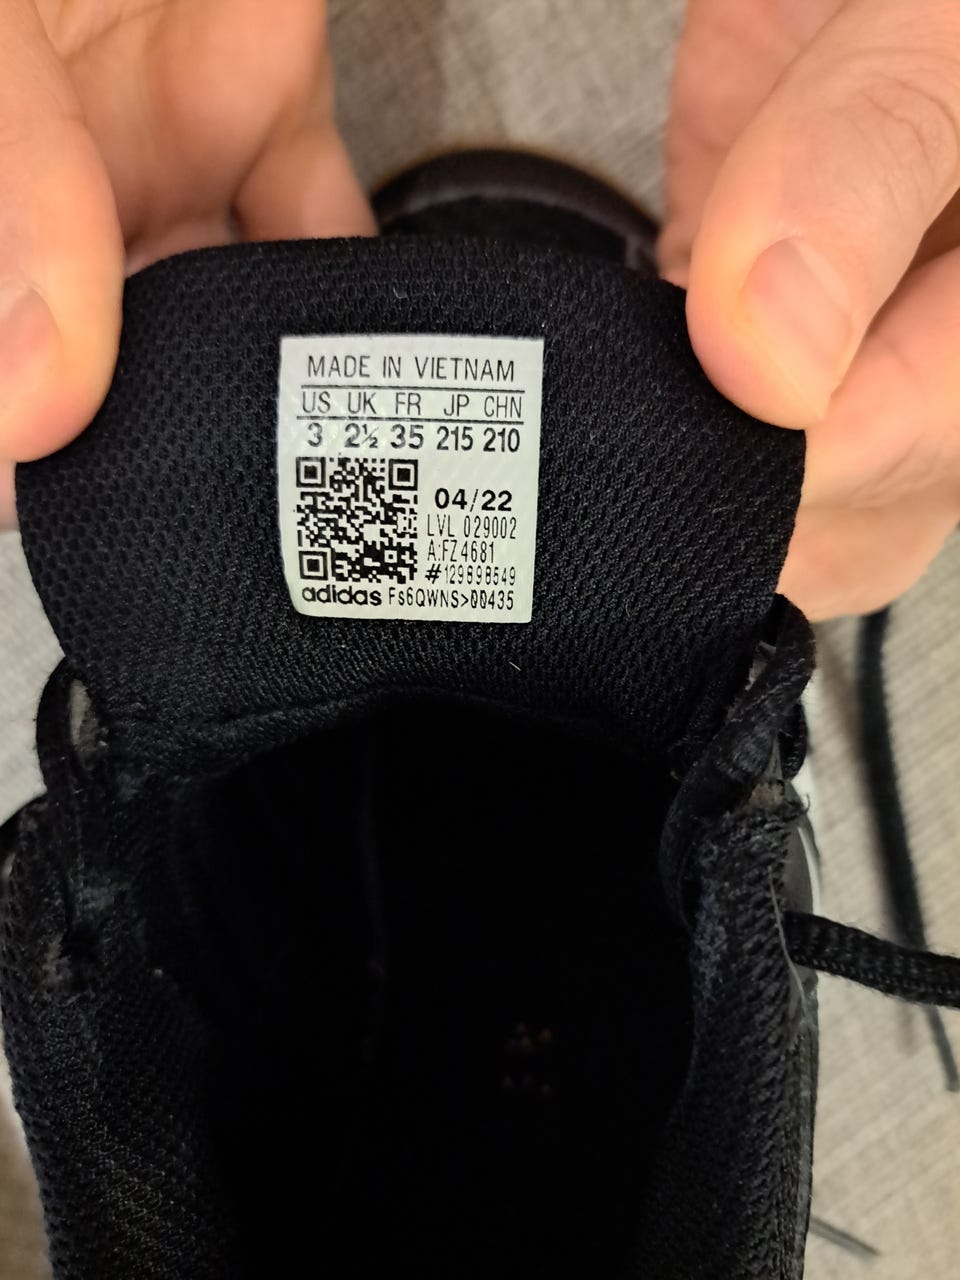 MADE IN VIETNAM
US UK FR JP CHN
3 2½ 35 215 210
04/22
LVL 029002
A:FZ4681
#129898549
adidas Fs6QWNS>00435